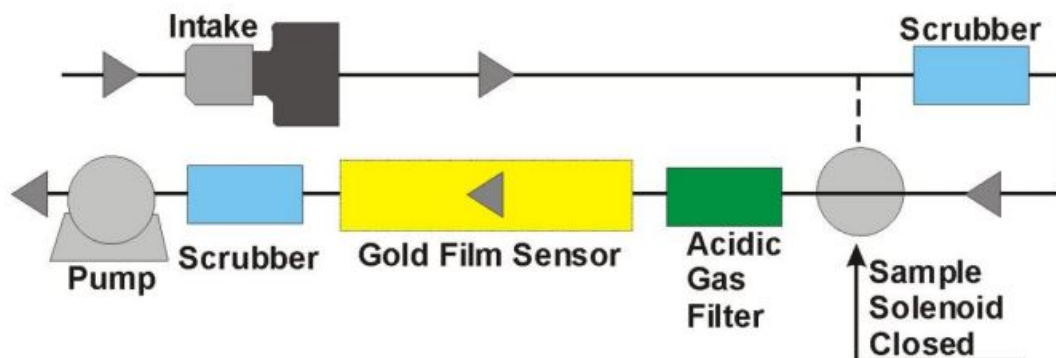 Intake
Scrubber
Pump
Scrubber
Gold Film Sensor
Acidic
Gas
Filter
Sample
Solenoid
Closed